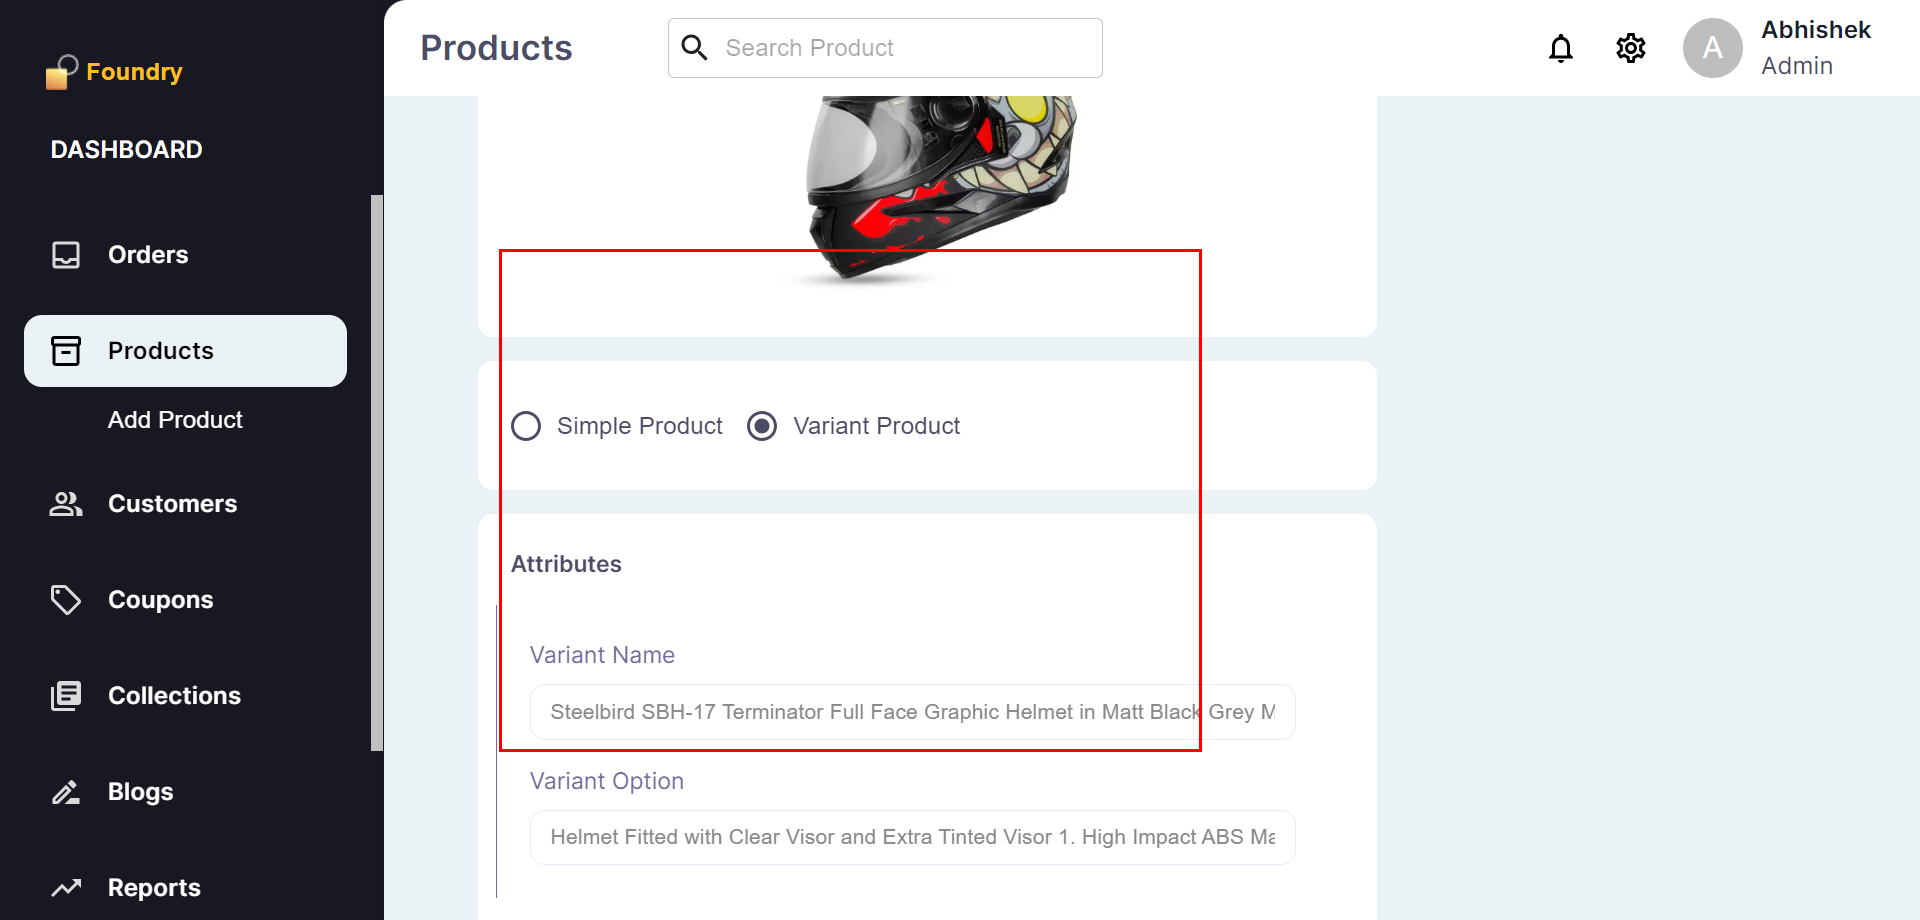 Foundry
DASHBOARD
Orders
Products
Add Product
Customers
Coupons
Collections
Blogs
Reports
Products
Search Product
A
Abhishek
Admin
Simple Product
Variant Product
Attributes
Variant Name
Steelbird SBH-17 Terminator Full Face Graphic Helmet in Matt Black Grey M
Variant Option
Helmet Fitted with Clear Visor and Extra Tinted Visor 1. High Impact ABS Ma